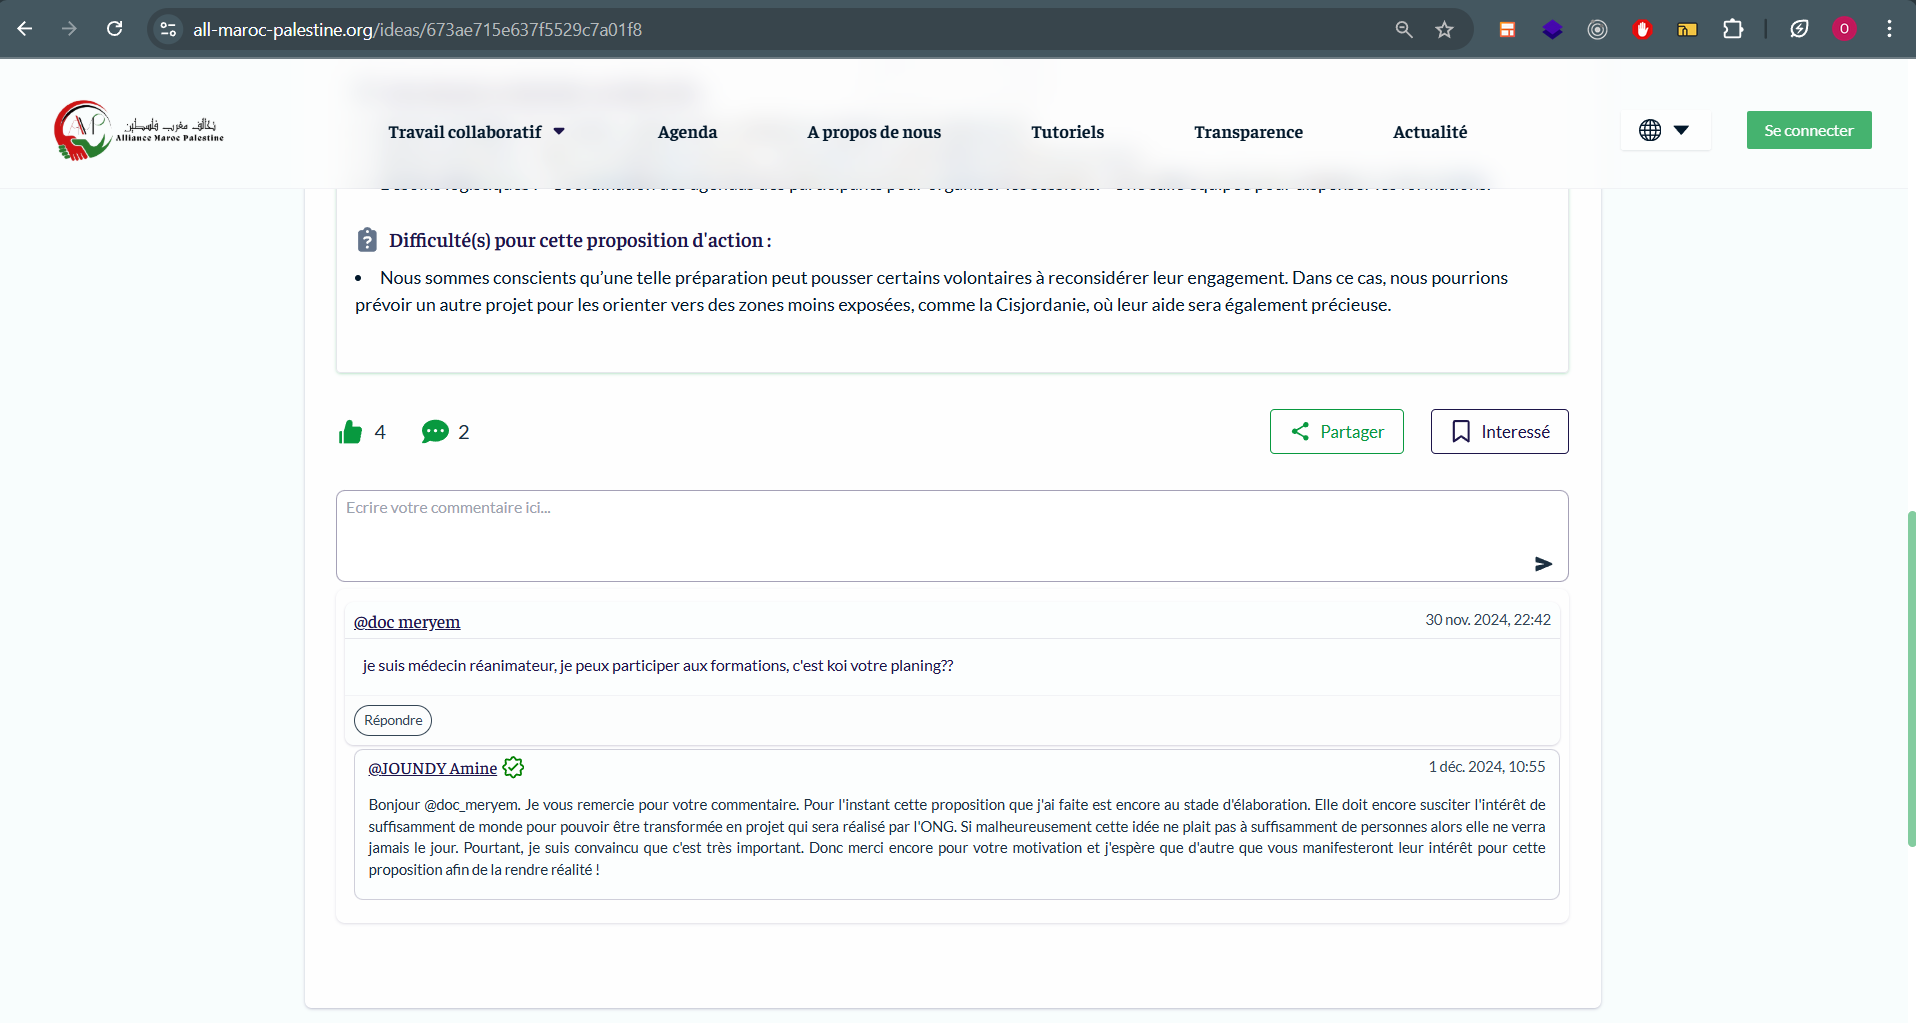 all-maroc-palestine.org/ideas/673ae715e637f5529c7a01f8
O
تحالف مغرب فلسطين
Alliance Maroc Palestine
Travail collaboratif
Agenda
A propos de nous
Tutoriels
Transparence
Actualité
Se connecter
Difficulté(s) pour cette proposition d'action :
• Nous sommes conscients qu’une telle préparation peut pousser certains volontaires à reconsidérer leur engagement. Dans ce cas, nous pourrions
prévoir un autre projet pour les orienter vers des zones moins exposées, comme la Cisjordanie, où leur aide sera également précieuse.
4
2
Partager
Interessé
Ecrire votre commentaire ici...
@doc meryem
30 nov. 2024, 22:42
je suis médecin réanimateur, je peux participer aux formations, c'est koi votre planing??
Répondre
@JOUNDY Amine
1 déc. 2024, 10:55
Bonjour @doc_meryem. Je vous remercie pour votre commentaire. Pour l'instant cette proposition que j'ai faite est encore au stade d'élaboration. Elle doit encore susciter l'intérêt de
suffisamment de monde pour pouvoir être transformée en projet qui sera réalisé par l'ONG. Si malheureusement cette idée ne plait pas à suffisamment de personnes alors elle ne verra
jamais le jour. Pourtant, je suis convaincu que c'est très important. Donc merci encore pour votre motivation et j'espère que d'autre que vous manifesteront leur intérêt pour cette
proposition afin de la rendre réalité !